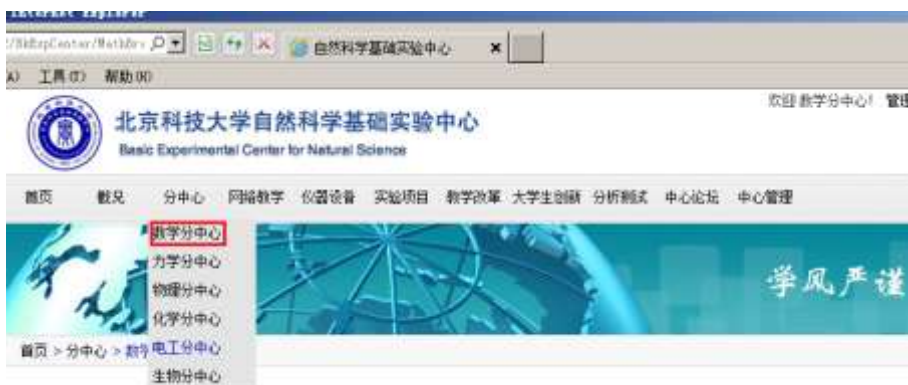 Internet Explorer
自然科学基础实验中心
工具(T) 帮助(H)
欢迎 数学分中心! 管理
北京科技大学自然科学基础实验中心
Basic Experimental Center for Natural Science
首页 概况 分中心 网络教学 仪器设备 实验项目 教学改革 大学生创新 分析测试 中心论坛 中心管理
数学分中心
力学分中心
物理分中心
学风严谨
化学分中心
首页 > 分中心 > 数学
电工分中心
生物分中心